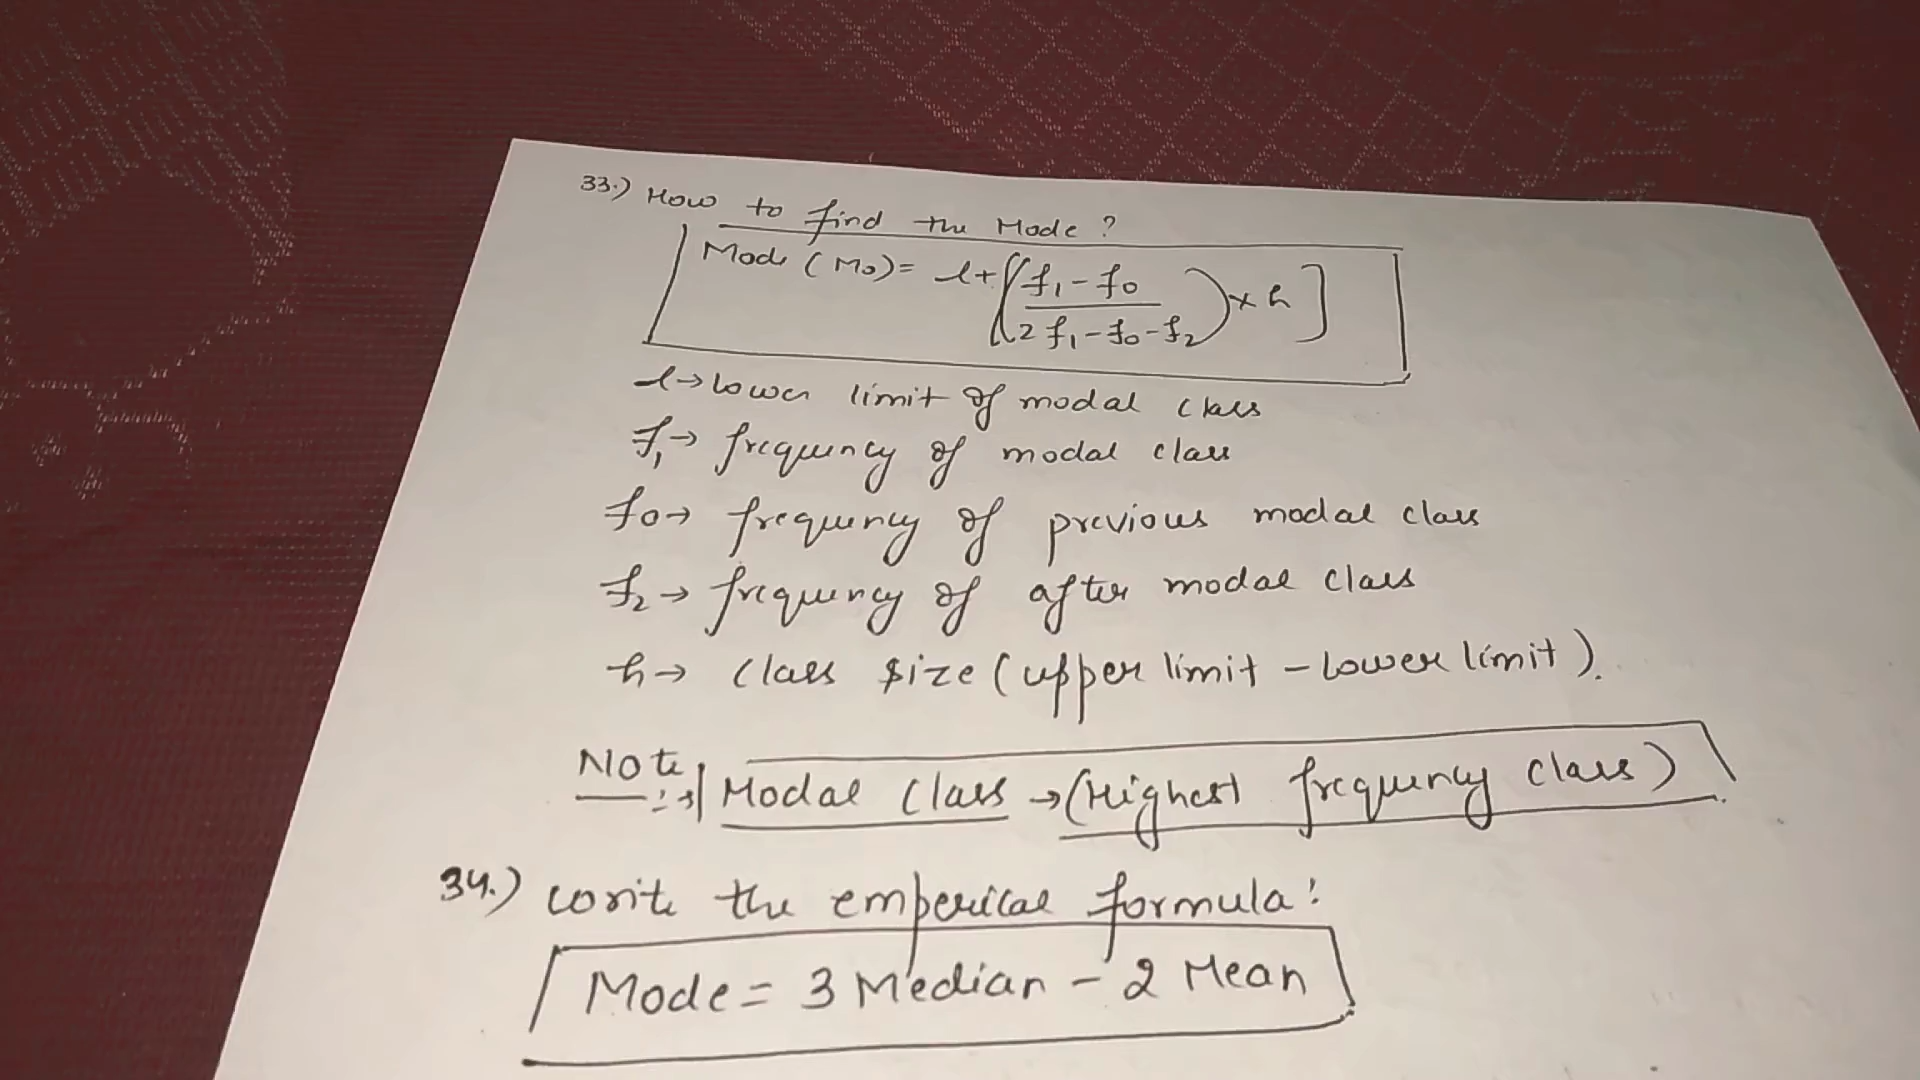 33.) How to find the Mode ?
Mode (Mo) = l + [(f₁ - f₀ / 2f₁ - f₀ - f₂) × h]
l → Lower limit of modal class
f₁ → frequency of modal class
f₀ → frequency of previous modal class
f₂ → frequency of after modal class
h → class size (upper limit - Lower limit).
Note :→ Modal Class → (Highest frequency class)
34.) write the emperical formula:
Mode = 3 Median - 2 Mean